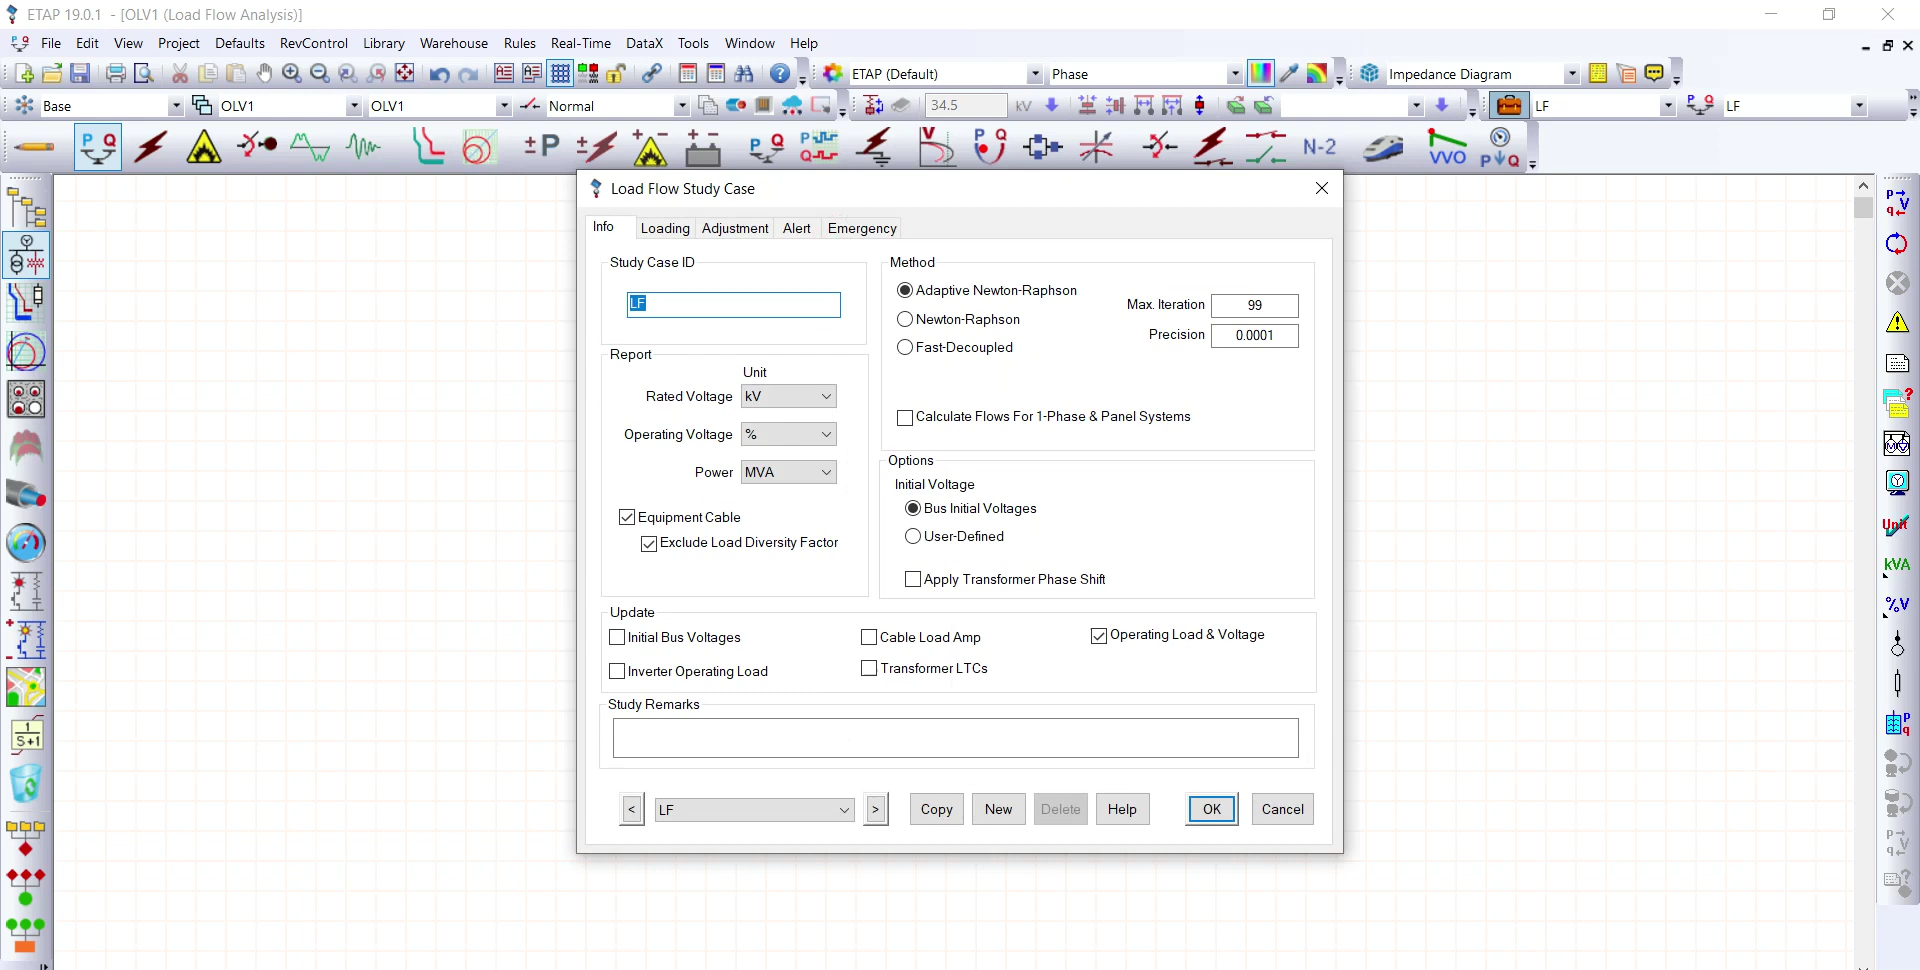 ETAP 19.0.1 - [OLV1 (Load Flow Analysis)]
File Edit View Project Defaults RevControl Library Warehouse Rules Real-Time DataX Tools Window Help
ETAP (Default) Phase Impedance Diagram
Base OLV1 OLV1 Normal 34.5 kV LF LF
P Q ±P P Q P Q N-2 VVO P Q
Load Flow Study Case
Info Loading Adjustment Alert Emergency
Study Case ID
LF
Report
Unit
Rated Voltage kV
Operating Voltage %
Power MVA
Equipment Cable
Exclude Load Diversity Factor
Method
Adaptive Newton-Raphson
Newton-Raphson
Fast-Decoupled
Max. Iteration 99
Precision 0.0001
Calculate Flows For 1-Phase & Panel Systems
Options
Initial Voltage
Bus Initial Voltages
User-Defined
Apply Transformer Phase Shift
Update
Initial Bus Voltages Cable Load Amp Operating Load & Voltage
Inverter Operating Load Transformer LTCs
Study Remarks
< LF > Copy New Delete Help OK Cancel
1
S+1
P V
q
Unit
kVA
%V
P
q
P V
q